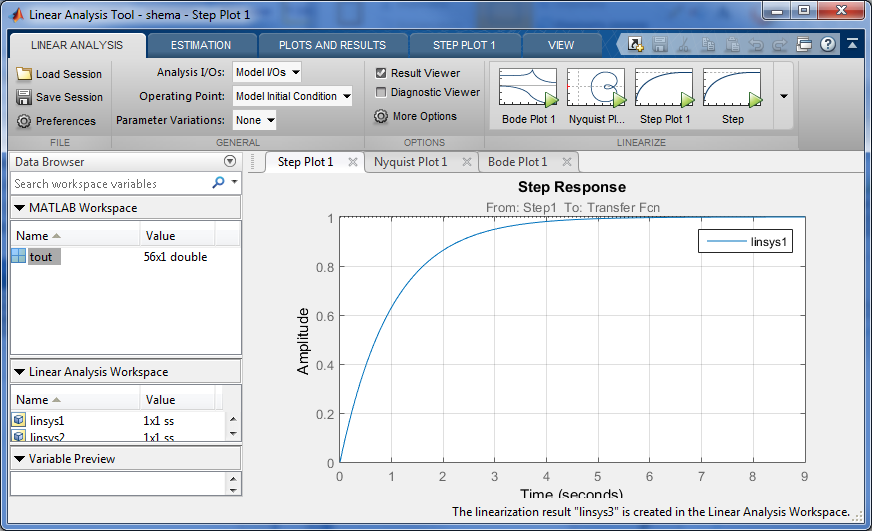 Linear Analysis Tool - shema - Step Plot 1
LINEAR ANALYSIS ESTIMATION PLOTS AND RESULTS STEP PLOT 1 VIEW
Load Session
Save Session
Preferences
FILE
Analysis I/Os: Model I/Os
Operating Point: Model Initial Condition
Parameter Variations: None
GENERAL
Result Viewer
Diagnostic Viewer
More Options
OPTIONS
Bode Plot 1 Nyquist Pl... Step Plot 1 Step
LINEARIZE
Data Browser
Search workspace variables
MATLAB Workspace
Name Value
tout 56x1 double
Linear Analysis Workspace
Name Value
linsys1 1x1 ss
linsys2 1x1 ss
Variable Preview
Step Plot 1 Nyquist Plot 1 Bode Plot 1
Step Response
From: Step1 To: Transfer Fcn
linsys1
Amplitude
1
0.8
0.6
0.4
0.2
0
0 1 2 3 4 5 6 7 8 9
Time (seconds)
The linearization result "linsys3" is created in the Linear Analysis Workspace.